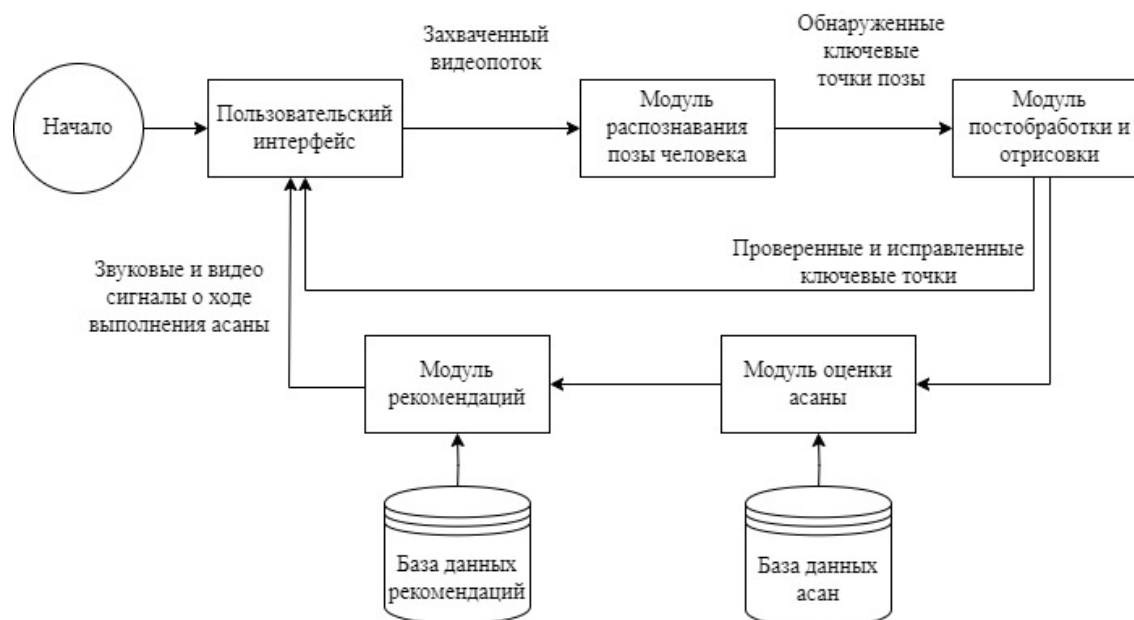 Захваченный
видеопоток
Обнаруженные
ключевые
точки позы
Начало
Пользовательский
интерфейс
Модуль
распознавания
позы человека
Модуль
постобработки и
отрисовки
Проверенные и исправленные
ключевые точки
Звуковые и видео
сигналы о ходе
выполнения асаны
Модуль
рекомендаций
Модуль оценки
асаны
База данных
рекомендаций
База данных
асан